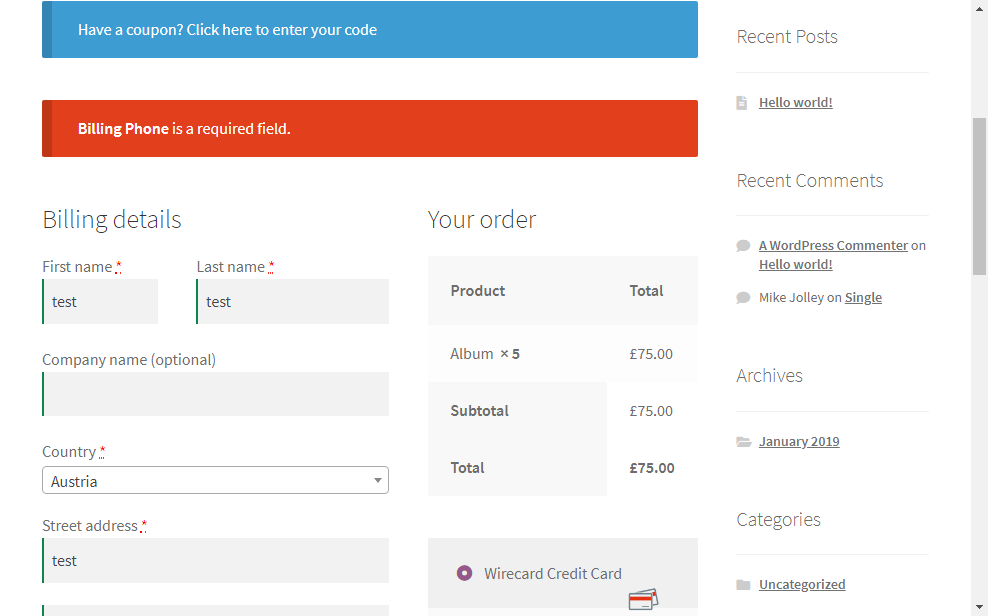 Have a coupon? Click here to enter your code
Billing Phone is a required field.
Billing details
First name *
Last name *
test
test
Company name (optional)
Country *
Austria
Street address *
test
Your order
Product Total
Album × 5 £75.00
Subtotal £75.00
Total £75.00
Wirecard Credit Card
Recent Posts
Hello world!
Recent Comments
A WordPress Commenter on
Hello world!
Mike Jolley on Single
Archives
January 2019
Categories
Uncategorized